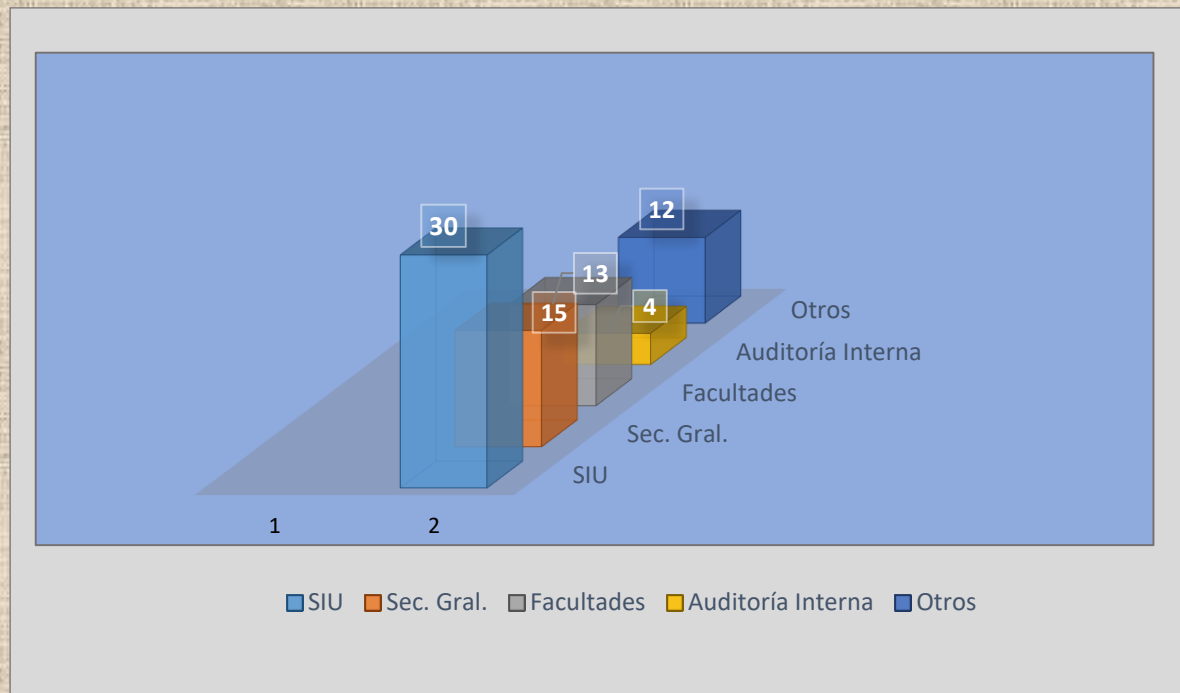 12
30
13
4
15
Otros
Auditoría Interna
Facultades
Sec. Gral.
SIU
1 2
SIU Sec. Gral. Facultades Auditoría Interna Otros